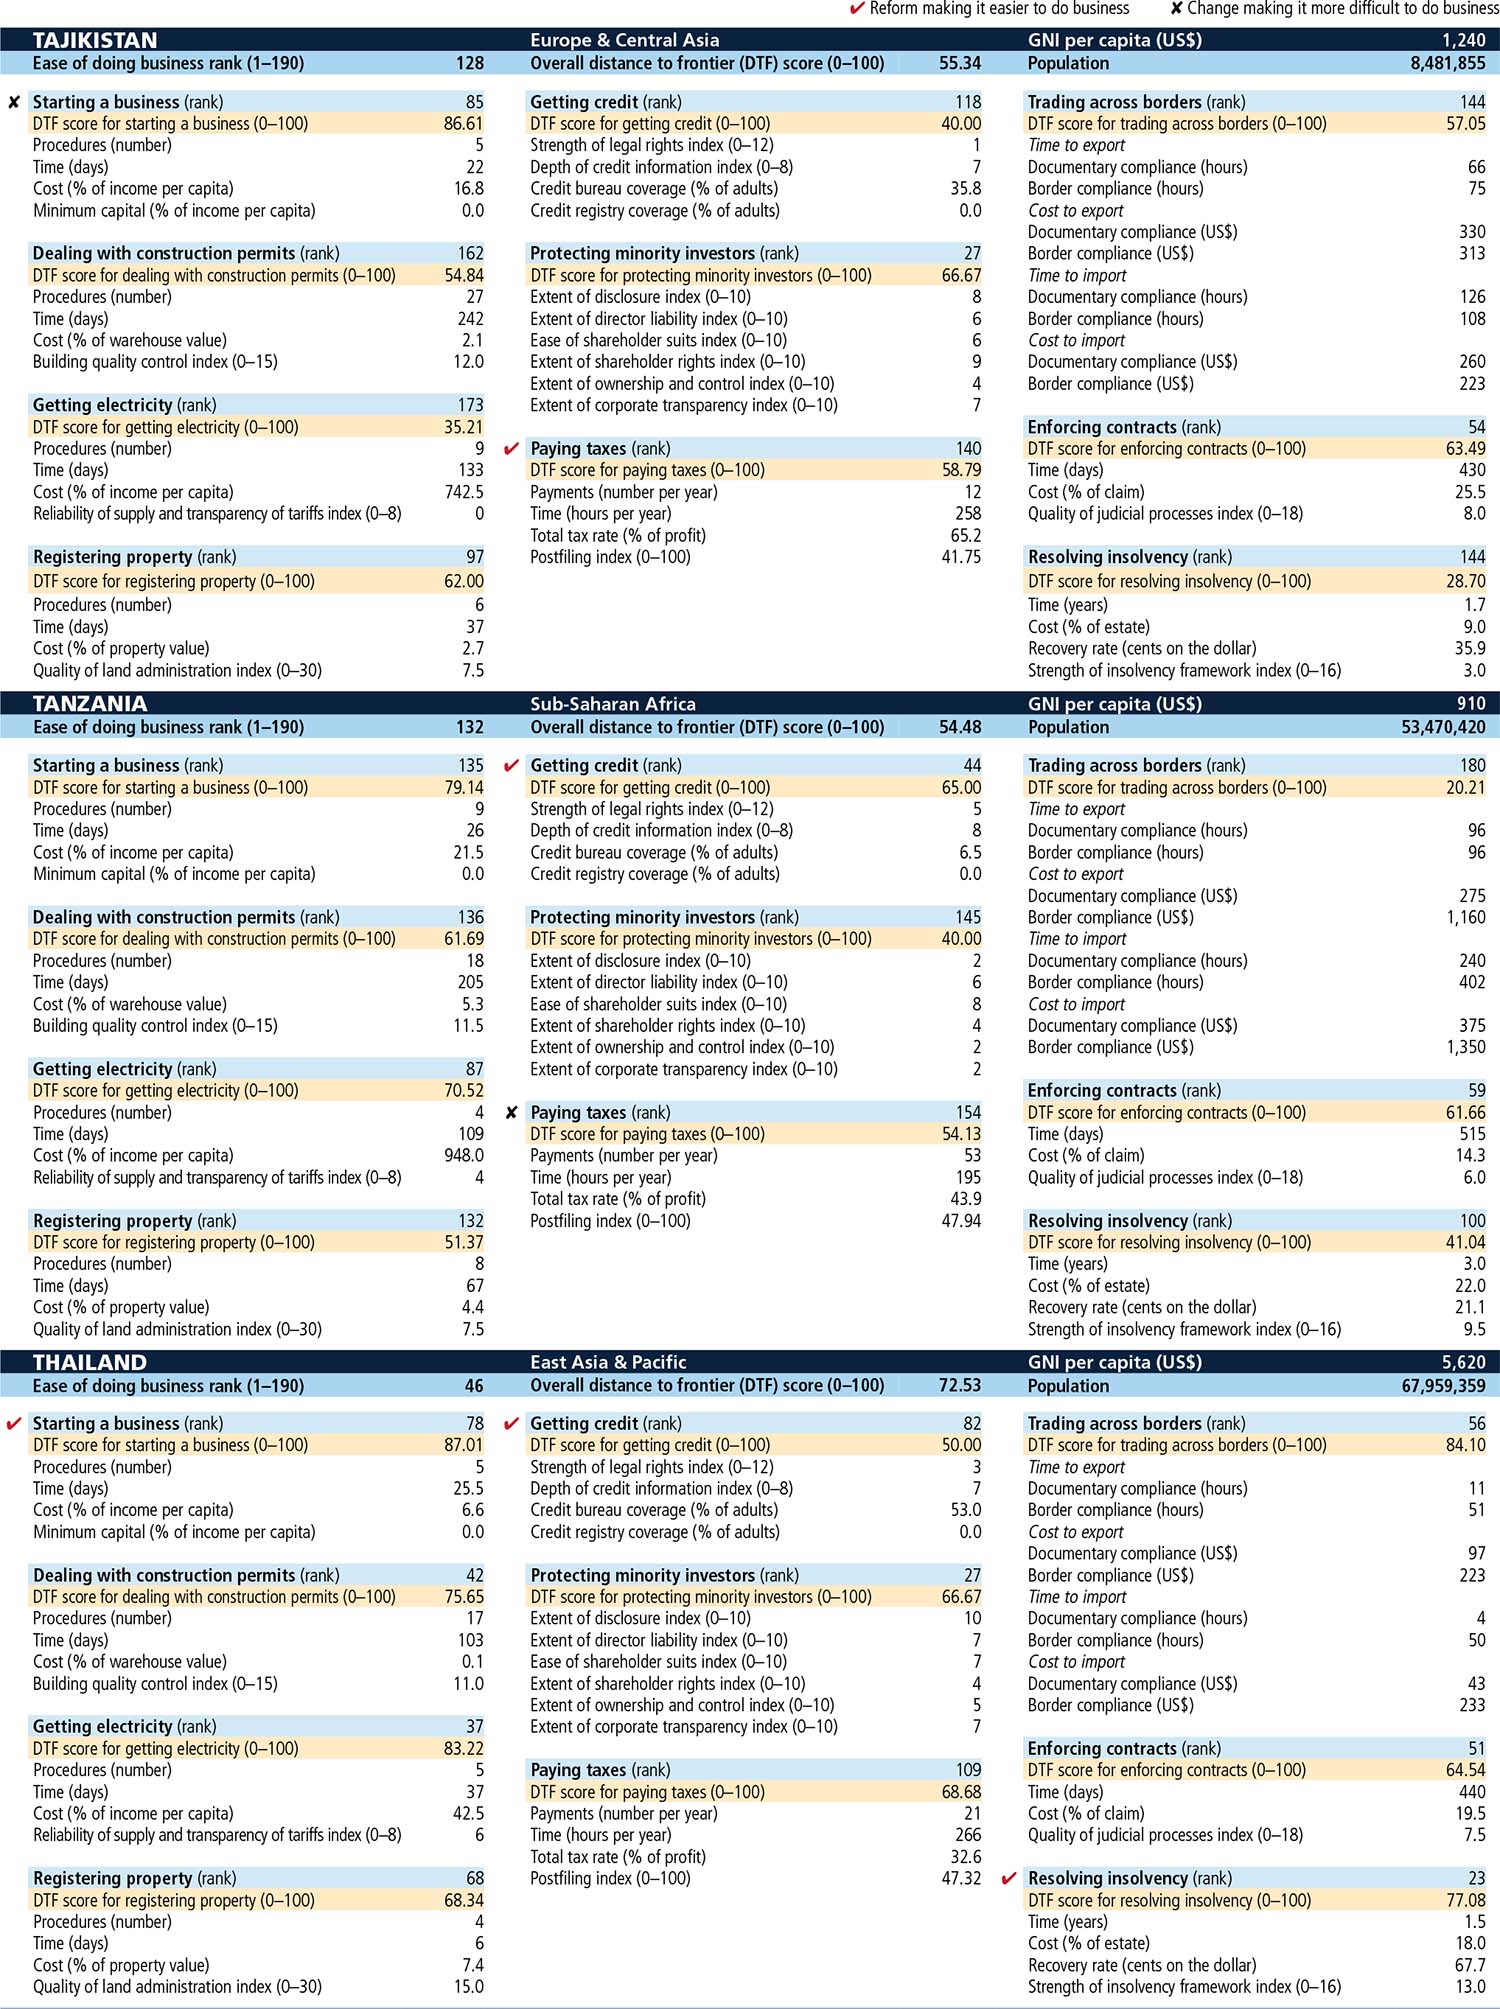 ✔ Reform making it easier to do business ✘ Change making it more difficult to do business
TAJIKISTAN Europe & Central Asia GNI per capita (US$) 1,240
Ease of doing business rank (1–190) 128 Overall distance to frontier (DTF) score (0–100) 55.34 Population 8,481,855
✘ Starting a business (rank) 85
DTF score for starting a business (0–100) 86.61
Procedures (number) 5
Time (days) 22
Cost (% of income per capita) 16.8
Minimum capital (% of income per capita) 0.0
Dealing with construction permits (rank) 162
DTF score for dealing with construction permits (0–100) 54.84
Procedures (number) 27
Time (days) 242
Cost (% of warehouse value) 2.1
Building quality control index (0–15) 12.0
Getting electricity (rank) 173
DTF score for getting electricity (0–100) 35.21
Procedures (number) 9
Time (days) 133
Cost (% of income per capita) 742.5
Reliability of supply and transparency of tariffs index (0–8) 0
Registering property (rank) 97
DTF score for registering property (0–100) 62.00
Procedures (number) 6
Time (days) 37
Cost (% of property value) 2.7
Quality of land administration index (0–30) 7.5
Getting credit (rank) 118
DTF score for getting credit (0–100) 40.00
Strength of legal rights index (0–12) 1
Depth of credit information index (0–8) 7
Credit bureau coverage (% of adults) 35.8
Credit registry coverage (% of adults) 0.0
Protecting minority investors (rank) 27
DTF score for protecting minority investors (0–100) 66.67
Extent of disclosure index (0–10) 8
Extent of director liability index (0–10) 6
Ease of shareholder suits index (0–10) 6
Extent of shareholder rights index (0–10) 9
Extent of ownership and control index (0–10) 4
Extent of corporate transparency index (0–10) 7
✔ Paying taxes (rank) 140
DTF score for paying taxes (0–100) 58.79
Payments (number per year) 12
Time (hours per year) 258
Total tax rate (% of profit) 65.2
Postfiling index (0–100) 41.75
Trading across borders (rank) 144
DTF score for trading across borders (0–100) 57.05
Time to export
Documentary compliance (hours) 66
Border compliance (hours) 75
Cost to export
Documentary compliance (US$) 330
Border compliance (US$) 313
Time to import
Documentary compliance (hours) 126
Border compliance (hours) 108
Cost to import
Documentary compliance (US$) 260
Border compliance (US$) 223
Enforcing contracts (rank) 54
DTF score for enforcing contracts (0–100) 63.49
Time (days) 430
Cost (% of claim) 25.5
Quality of judicial processes index (0–18) 8.0
Resolving insolvency (rank) 144
DTF score for resolving insolvency (0–100) 28.70
Time (years) 1.7
Cost (% of estate) 9.0
Recovery rate (cents on the dollar) 35.9
Strength of insolvency framework index (0–16) 3.0
TANZANIA Sub-Saharan Africa GNI per capita (US$) 910
Ease of doing business rank (1–190) 132 Overall distance to frontier (DTF) score (0–100) 54.48 Population 53,470,420
Starting a business (rank) 135
DTF score for starting a business (0–100) 79.14
Procedures (number) 9
Time (days) 26
Cost (% of income per capita) 21.5
Minimum capital (% of income per capita) 0.0
Dealing with construction permits (rank) 136
DTF score for dealing with construction permits (0–100) 61.69
Procedures (number) 18
Time (days) 205
Cost (% of warehouse value) 5.3
Building quality control index (0–15) 11.5
Getting electricity (rank) 87
DTF score for getting electricity (0–100) 70.52
Procedures (number) 4
Time (days) 109
Cost (% of income per capita) 948.0
Reliability of supply and transparency of tariffs index (0–8) 4
Registering property (rank) 132
DTF score for registering property (0–100) 51.37
Procedures (number) 8
Time (days) 67
Cost (% of property value) 4.4
Quality of land administration index (0–30) 7.5
✔ Getting credit (rank) 44
DTF score for getting credit (0–100) 65.00
Strength of legal rights index (0–12) 5
Depth of credit information index (0–8) 8
Credit bureau coverage (% of adults) 6.5
Credit registry coverage (% of adults) 0.0
Protecting minority investors (rank) 145
DTF score for protecting minority investors (0–100) 40.00
Extent of disclosure index (0–10) 2
Extent of director liability index (0–10) 6
Ease of shareholder suits index (0–10) 8
Extent of shareholder rights index (0–10) 4
Extent of ownership and control index (0–10) 2
Extent of corporate transparency index (0–10) 2
✘ Paying taxes (rank) 154
DTF score for paying taxes (0–100) 54.13
Payments (number per year) 53
Time (hours per year) 195
Total tax rate (% of profit) 43.9
Postfiling index (0–100) 47.94
Trading across borders (rank) 180
DTF score for trading across borders (0–100) 20.21
Time to export
Documentary compliance (hours) 96
Border compliance (hours) 96
Cost to export
Documentary compliance (US$) 275
Border compliance (US$) 1,160
Time to import
Documentary compliance (hours) 240
Border compliance (hours) 402
Cost to import
Documentary compliance (US$) 375
Border compliance (US$) 1,350
Enforcing contracts (rank) 59
DTF score for enforcing contracts (0–100) 61.66
Time (days) 515
Cost (% of claim) 14.3
Quality of judicial processes index (0–18) 6.0
Resolving insolvency (rank) 100
DTF score for resolving insolvency (0–100) 41.04
Time (years) 3.0
Cost (% of estate) 22.0
Recovery rate (cents on the dollar) 21.1
Strength of insolvency framework index (0–16) 9.5
THAILAND East Asia & Pacific GNI per capita (US$) 5,620
Ease of doing business rank (1–190) 46 Overall distance to frontier (DTF) score (0–100) 72.53 Population 67,959,359
✔ Starting a business (rank) 78
DTF score for starting a business (0–100) 87.01
Procedures (number) 5
Time (days) 25.5
Cost (% of income per capita) 6.6
Minimum capital (% of income per capita) 0.0
Dealing with construction permits (rank) 42
DTF score for dealing with construction permits (0–100) 75.65
Procedures (number) 17
Time (days) 103
Cost (% of warehouse value) 0.1
Building quality control index (0–15) 11.0
Getting electricity (rank) 37
DTF score for getting electricity (0–100) 83.22
Procedures (number) 5
Time (days) 37
Cost (% of income per capita) 42.5
Reliability of supply and transparency of tariffs index (0–8) 6
Registering property (rank) 68
DTF score for registering property (0–100) 68.34
Procedures (number) 4
Time (days) 6
Cost (% of property value) 7.4
Quality of land administration index (0–30) 15.0
✔ Getting credit (rank) 82
DTF score for getting credit (0–100) 50.00
Strength of legal rights index (0–12) 3
Depth of credit information index (0–8) 7
Credit bureau coverage (% of adults) 53.0
Credit registry coverage (% of adults) 0.0
Protecting minority investors (rank) 27
DTF score for protecting minority investors (0–100) 66.67
Extent of disclosure index (0–10) 10
Extent of director liability index (0–10) 7
Ease of shareholder suits index (0–10) 7
Extent of shareholder rights index (0–10) 4
Extent of ownership and control index (0–10) 5
Extent of corporate transparency index (0–10) 7
Paying taxes (rank) 109
DTF score for paying taxes (0–100) 68.68
Payments (number per year) 21
Time (hours per year) 266
Total tax rate (% of profit) 32.6
Postfiling index (0–100) 47.32
Trading across borders (rank) 56
DTF score for trading across borders (0–100) 84.10
Time to export
Documentary compliance (hours) 11
Border compliance (hours) 51
Cost to export
Documentary compliance (US$) 97
Border compliance (US$) 223
Time to import
Documentary compliance (hours) 4
Border compliance (hours) 50
Cost to import
Documentary compliance (US$) 43
Border compliance (US$) 233
Enforcing contracts (rank) 51
DTF score for enforcing contracts (0–100) 64.54
Time (days) 440
Cost (% of claim) 19.5
Quality of judicial processes index (0–18) 7.5
✔ Resolving insolvency (rank) 23
DTF score for resolving insolvency (0–100) 77.08
Time (years) 1.5
Cost (% of estate) 18.0
Recovery rate (cents on the dollar) 67.7
Strength of insolvency framework index (0–16) 13.0